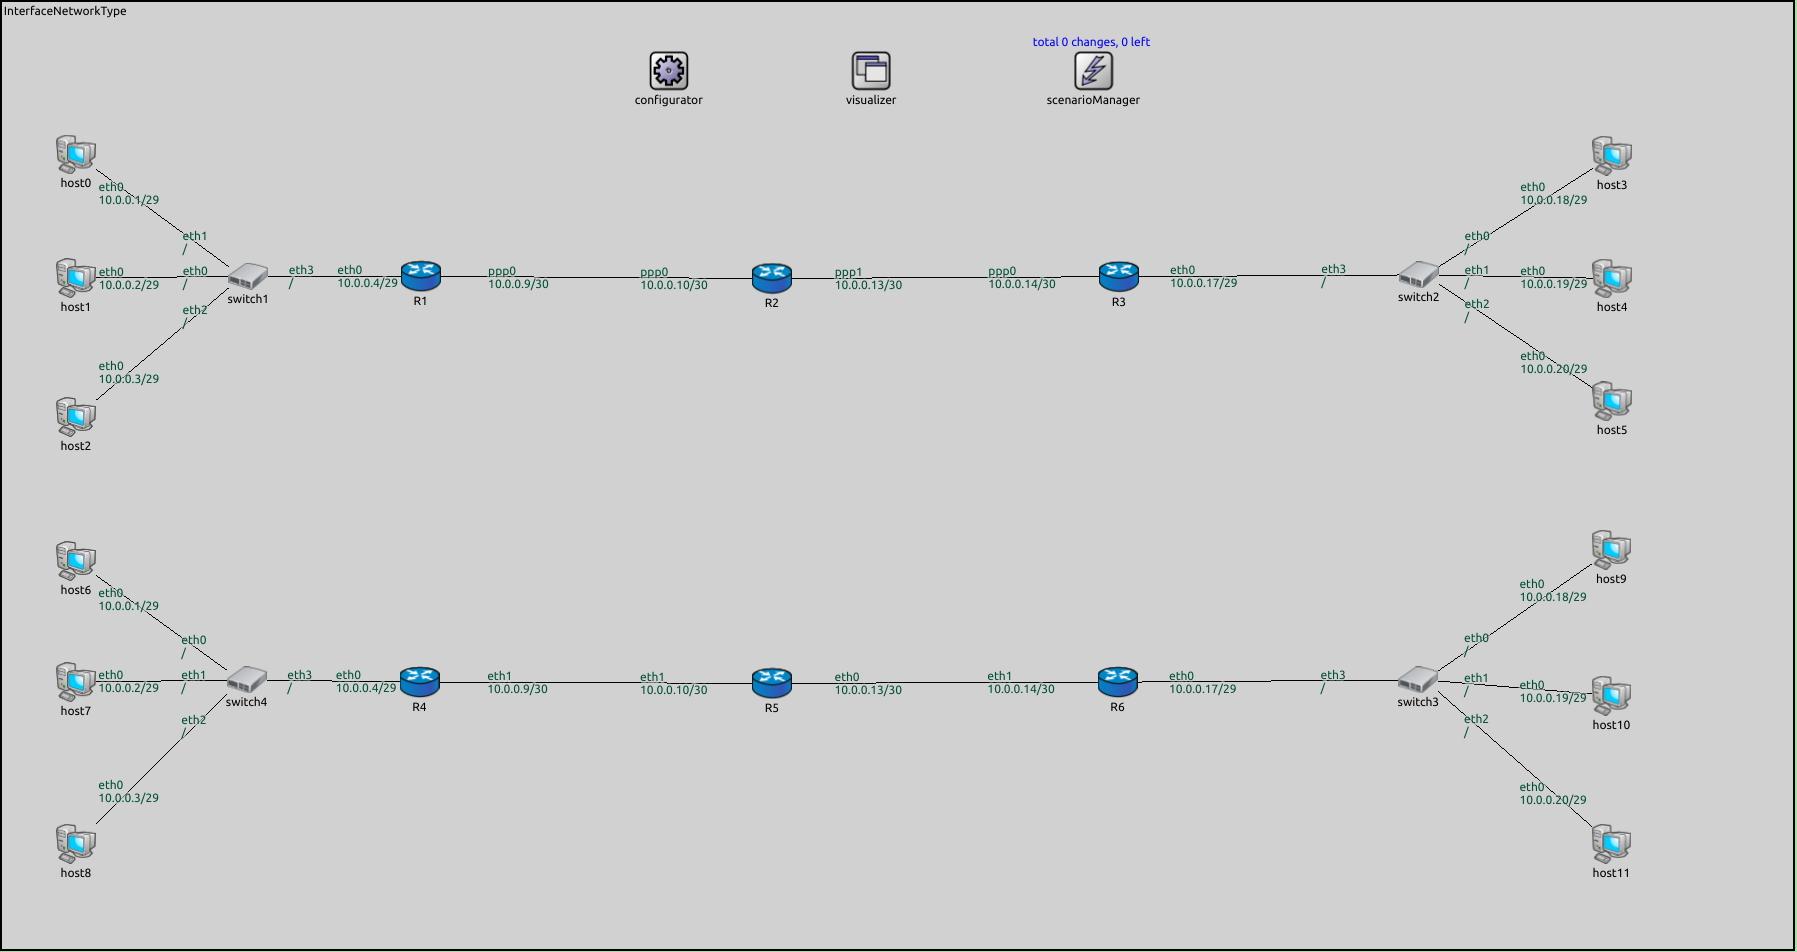 InterfaceNetworkType
total 0 changes, 0 left
configurator
visualizer
scenarioManager
host0
eth0
10.0.0.1/29
eth1
/
host1
eth0
10.0.0.2/29
eth0
/
switch1
eth3
/
eth0
10.0.0.4/29
R1
ppp0
10.0.0.9/30
ppp0
10.0.0.10/30
R2
ppp1
10.0.0.13/30
ppp0
10.0.0.14/30
R3
eth0
10.0.0.17/29
eth3
/
switch2
eth2
/
eth0
10.0.0.3/29
host2
host3
eth0
10.0.0.18/29
eth0
/
eth1
/
eth0
10.0.0.19/29
host4
eth2
/
eth0
10.0.0.20/29
host5
host6
eth0
10.0.0.1/29
eth0
/
host7
eth0
10.0.0.2/29
eth1
/
switch4
eth3
/
eth0
10.0.0.4/29
R4
eth1
10.0.0.9/30
eth1
10.0.0.10/30
R5
eth0
10.0.0.13/30
eth1
10.0.0.14/30
R6
eth0
10.0.0.17/29
eth3
/
switch3
eth2
/
eth0
10.0.0.3/29
host8
host9
eth0
10.0.0.18/29
eth0
/
eth1
/
eth0
10.0.0.19/29
host10
eth2
/
eth0
10.0.0.20/29
host11